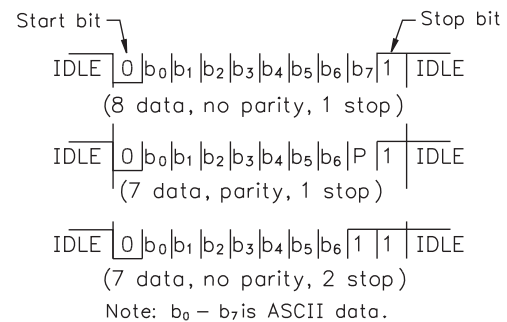 Start bit Stop bit
IDLE 0 b₀ b₁ b₂ b₃ b₄ b₅ b₆ b₇ 1 IDLE
(8 data, no parity, 1 stop)
IDLE 0 b₀ b₁ b₂ b₃ b₄ b₅ b₆ P 1 IDLE
(7 data, parity, 1 stop)
IDLE 0 b₀ b₁ b₂ b₃ b₄ b₅ b₆ 1 1 IDLE
(7 data, no parity, 2 stop)
Note: b₀ – b₇ is ASCII data.